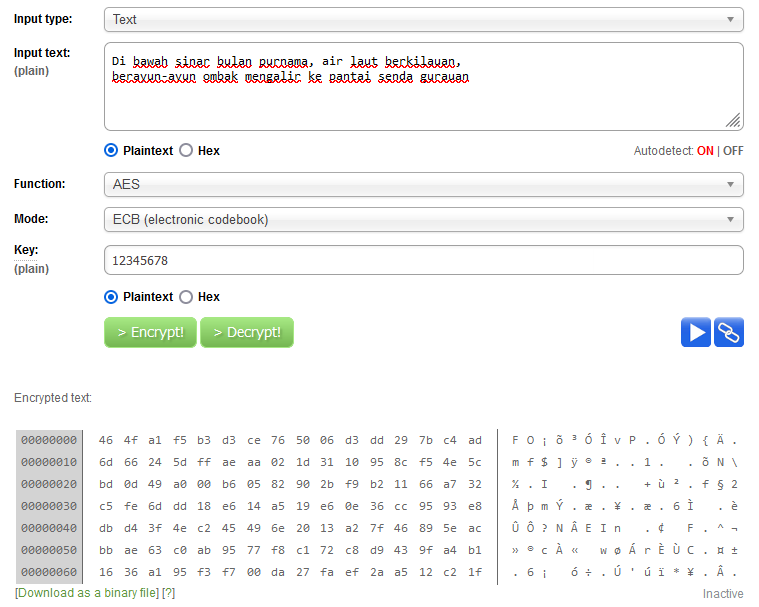 Input type: Text
Input text: (plain)
Di bawah sinar bulan purnama, air laut berkilauan,
berayun-ayun ombak mengalir ke pantai senda gurauan
Plaintext Hex Autodetect: ON | OFF
Function: AES
Mode: ECB (electronic codebook)
Key: (plain) 12345678
Plaintext Hex
> Encrypt! > Decrypt!
Encrypted text:
00000000 46 4f a1 f5 b3 d3 ce 76 50 06 d3 dd 29 7b c4 ad F O ¡ õ ³ Ó Î v P . Ó Ý ) { Ä .
00000010 6d 66 24 5d ff ae aa 02 1d 31 10 95 8c f5 4e 5c m f $ ] ÿ ® ª . . 1 . . õ N \
00000020 bd 0d 49 a0 00 b6 05 82 90 2b f9 b2 11 66 a7 32 ½ . I . ¶ . . + ù ² . f § 2
00000030 c5 fe 6d dd 18 e6 14 a5 19 e6 0e 36 cc 95 93 e8 Å þ m Ý . æ . ¥ . æ . 6 Ì . è
00000040 db d4 3f 4e c2 45 49 6e 20 13 a2 7f 46 89 5e ac Û Ô ? N Â E I n . ¢ F . ^ ¬
00000050 bb ae 63 c0 ab 95 77 f8 c1 72 c8 d9 43 9f a4 b1 » ® c À « w ø Á r È Ù C . ¤ ±
00000060 16 36 a1 95 f3 f7 00 da 27 fa ef 2a a5 12 c2 1f . 6 ¡ ó ÷ . Ú ' ú ï * ¥ . Â .
[Download as a binary file] [?] Inactive